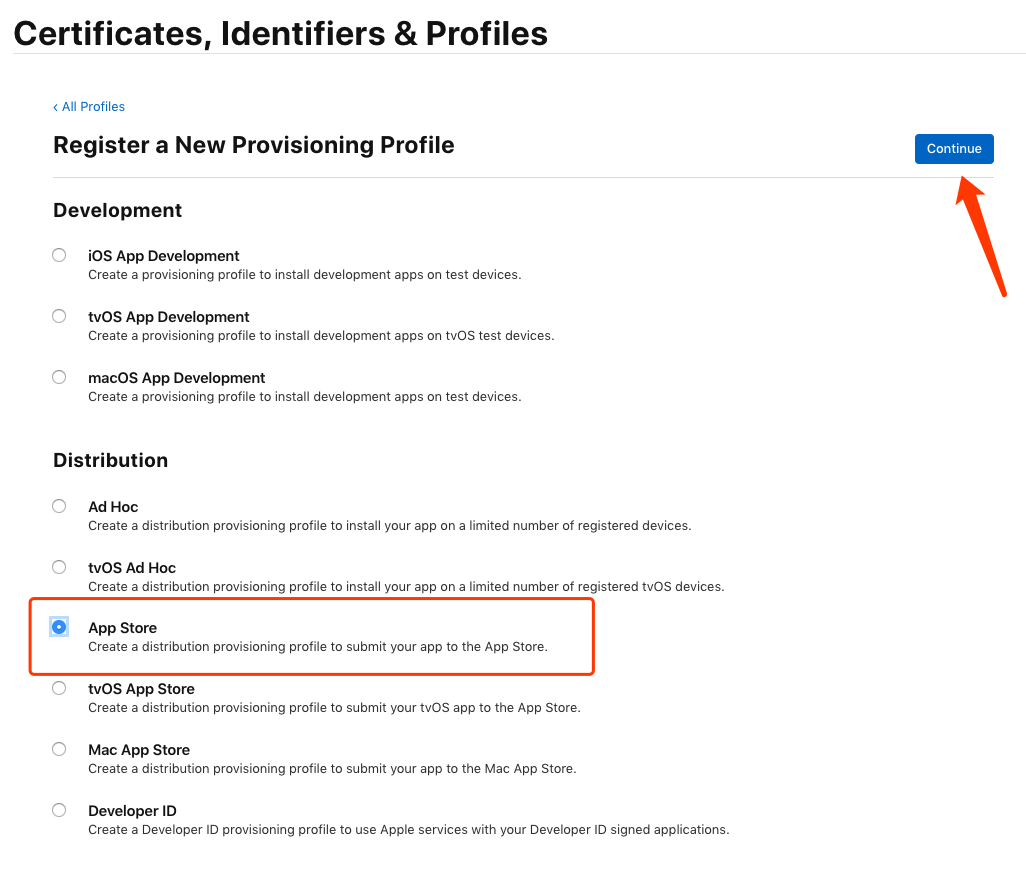 Certificates, Identifiers & Profiles
‹ All Profiles
Register a New Provisioning Profile
Continue
Development
iOS App Development
Create a provisioning profile to install development apps on test devices.
tvOS App Development
Create a provisioning profile to install development apps on tvOS test devices.
macOS App Development
Create a provisioning profile to install development apps on test devices.
Distribution
Ad Hoc
Create a distribution provisioning profile to install your app on a limited number of registered devices.
tvOS Ad Hoc
Create a distribution provisioning profile to install your app on a limited number of registered tvOS devices.
App Store
Create a distribution provisioning profile to submit your app to the App Store.
tvOS App Store
Create a distribution provisioning profile to submit your tvOS app to the App Store.
Mac App Store
Create a distribution provisioning profile to submit your app to the Mac App Store.
Developer ID
Create a Developer ID provisioning profile to use Apple services with your Developer ID signed applications.